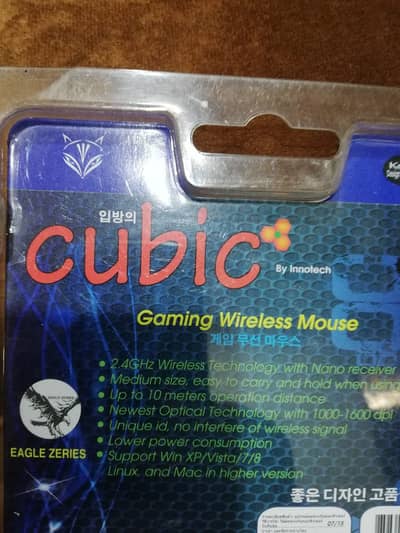 입방의
cubic
By Innotech
Gaming Wireless Mouse
게임 무선 마우스
• 2.4GHz Wireless Technology with Nano receiver
• Medium size, easy to carry and hold when using
• Up to 10 meters operation distance
• Newest Optical Technology with 1000-1600 dpi
• Unique id, no interfere of wireless signal
• Lower power consumption
• Support Win XP/Vista/7/8
Linux. and Mac in higher version
EAGLE ZERIES
좋은 디자인 고품
07/15